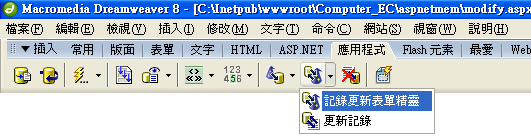 Macromedia Dreamweaver 8 - [C:\Inetpub\wwwroot\Computer_EC\aspnetmem\modify.aspx
檔案(F) 編輯(E) 檢視(V) 插入(I) 修改(M) 文字(T) 指令(C) 網站(S) 視窗(W) 說明(H)
▼插入 常用 版面 表單 文字 HTML ASP.NET 應用程式 Flash 元素 最愛 Web
123
456
記錄更新表單精靈
更新記錄